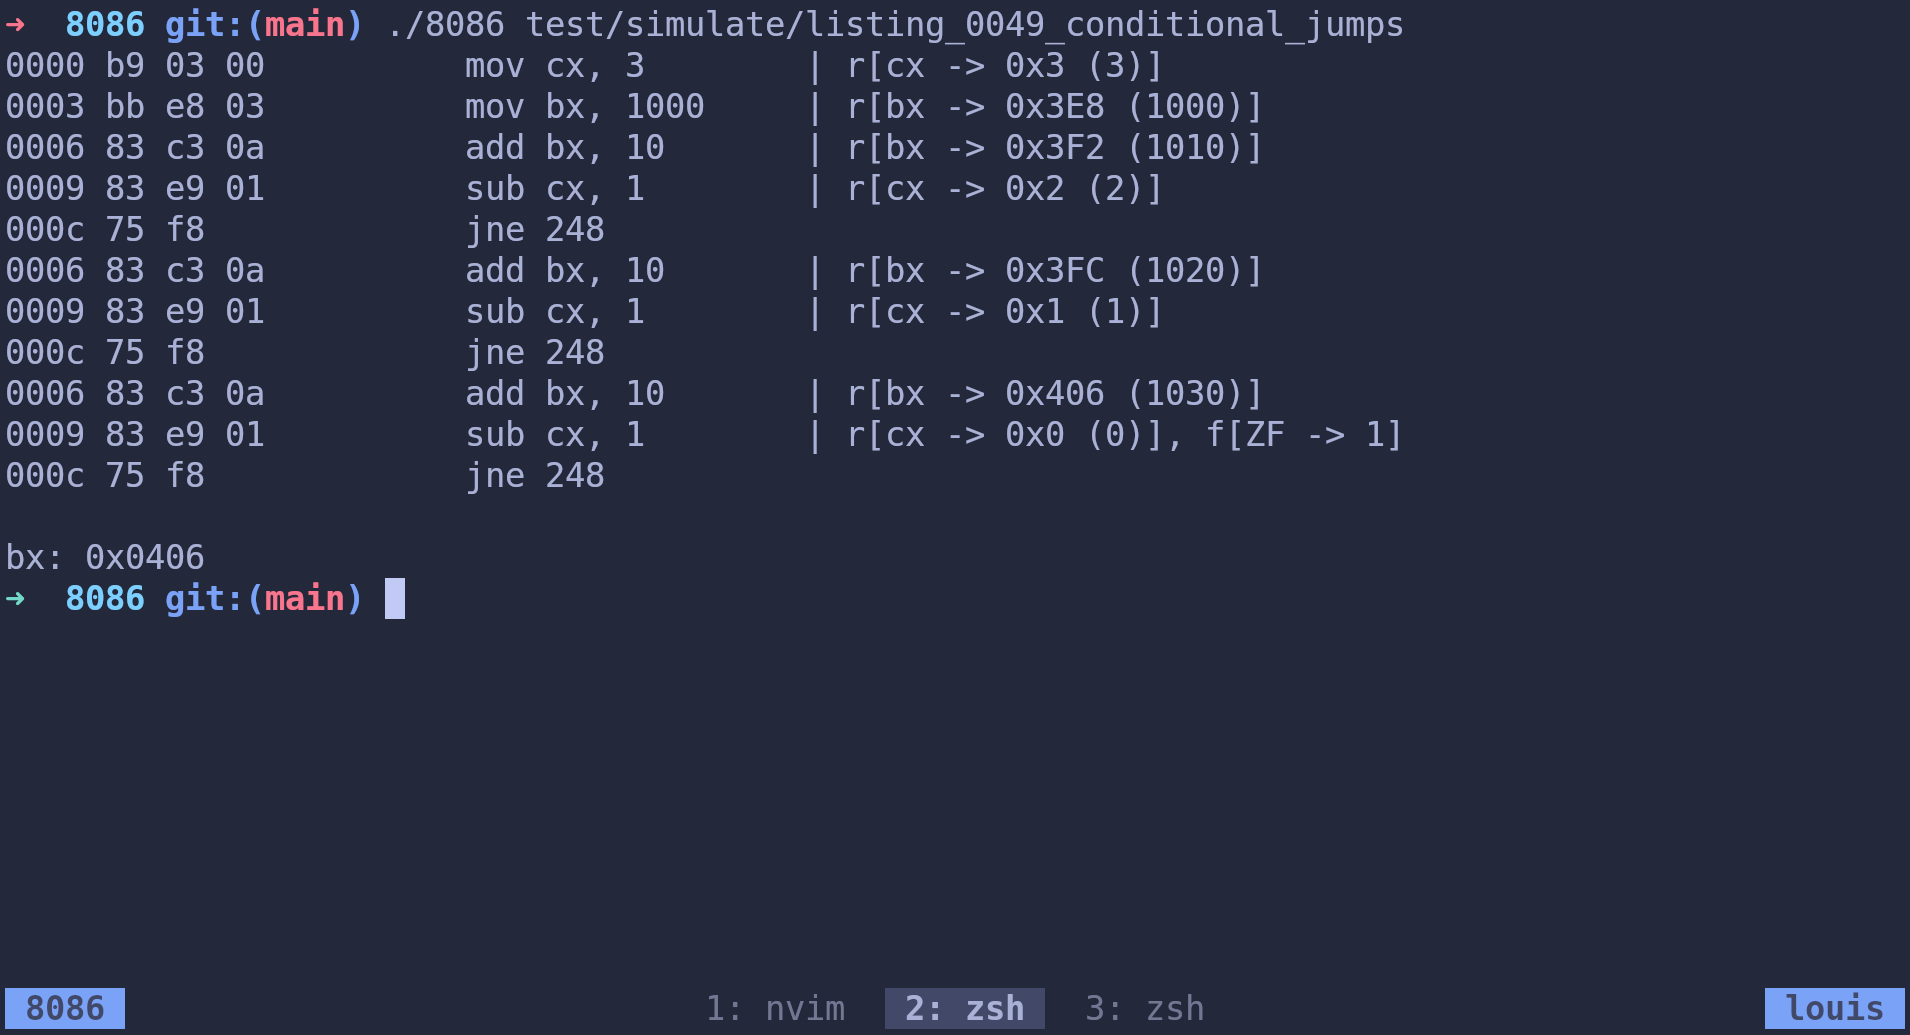 ➜  8086 git:(main) ./8086 test/simulate/listing_0049_conditional_jumps
0000 b9 03 00          mov cx, 3        | r[cx -> 0x3 (3)]
0003 bb e8 03          mov bx, 1000     | r[bx -> 0x3E8 (1000)]
0006 83 c3 0a          add bx, 10       | r[bx -> 0x3F2 (1010)]
0009 83 e9 01          sub cx, 1        | r[cx -> 0x2 (2)]
000c 75 f8             jne 248
0006 83 c3 0a          add bx, 10       | r[bx -> 0x3FC (1020)]
0009 83 e9 01          sub cx, 1        | r[cx -> 0x1 (1)]
000c 75 f8             jne 248
0006 83 c3 0a          add bx, 10       | r[bx -> 0x406 (1030)]
0009 83 e9 01          sub cx, 1        | r[cx -> 0x0 (0)], f[ZF -> 1]
000c 75 f8             jne 248

bx: 0x0406
➜  8086 git:(main)
8086 1: nvim 2: zsh 3: zsh louis